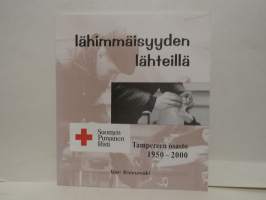 lähimmäisyyden
lähteillä
Suomen
Punainen
Risti
Tampereen osasto
1950 – 2000